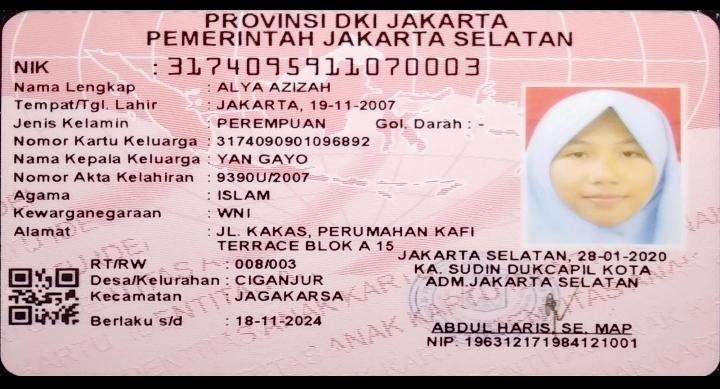 PROVINSI DKI JAKARTA
PEMERINTAH JAKARTA SELATAN
NIK : 3174095911070003
Nama Lengkap : ALYA AZIZAH
Tempat/Tgl. Lahir : JAKARTA, 19-11-2007
Jenis Kelamin : PEREMPUAN Gol. Darah : -
Nomor Kartu Keluarga : 3174090901096892
Nama Kepala Keluarga : YAN GAYO
Nomor Akta Kelahiran : 9390U/2007
Agama : ISLAM
Kewarganegaraan : WNI
Alamat : JL. KAKAS, PERUMAHAN KAFI
TERRACE BLOK A 15
RT/RW : 008/003
Desa/Kelurahan : CIGANJUR
Kecamatan : JAGAKARSA
Berlaku s/d : 18-11-2024
JAKARTA SELATAN, 28-01-2020
KA. SUDIN DUKCAPIL KOTA
ADM.JAKARTA SELATAN
ABDUL HARIS, SE, MAP
NIP. 196312171984121001